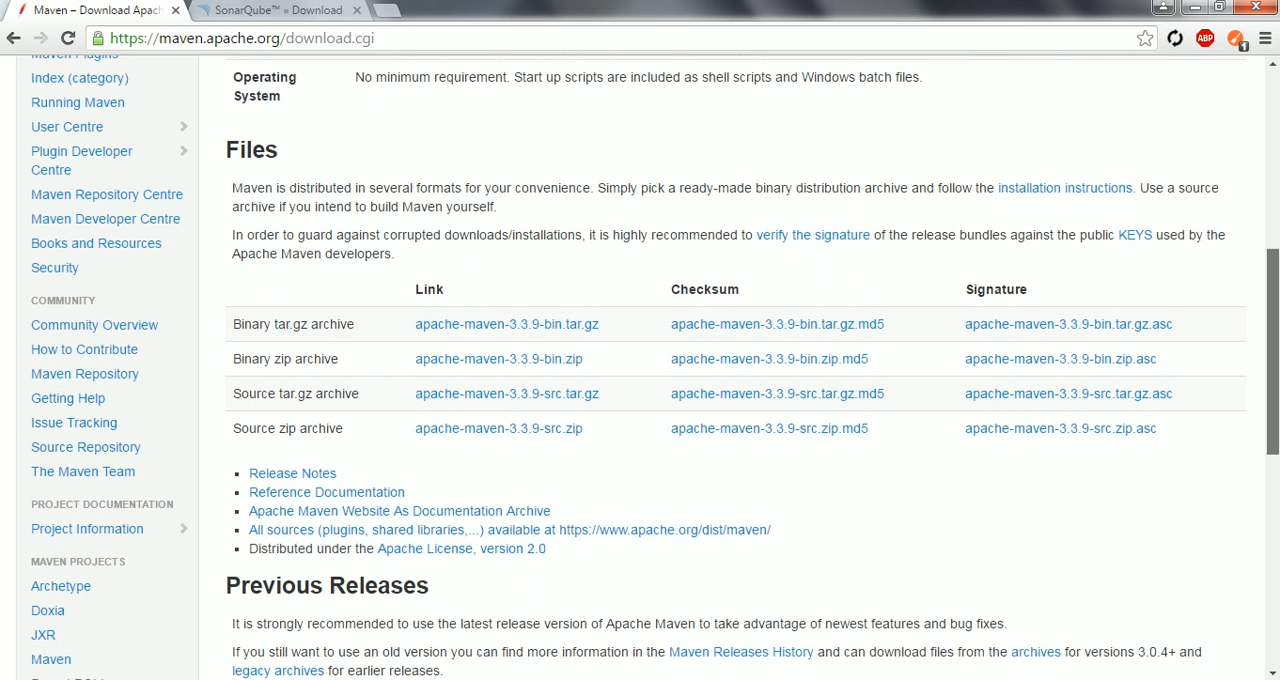 Maven – Download Apach
SonarQube™ » Download
https://maven.apache.org/download.cgi
ABP
1
Maven Plugins
Index (category)
Running Maven
User Centre
Plugin Developer
Centre
Maven Repository Centre
Maven Developer Centre
Books and Resources
Security
COMMUNITY
Community Overview
How to Contribute
Maven Repository
Getting Help
Issue Tracking
Source Repository
The Maven Team
PROJECT DOCUMENTATION
Project Information
MAVEN PROJECTS
Archetype
Doxia
JXR
Maven
Operating
System
No minimum requirement. Start up scripts are included as shell scripts and Windows batch files.
Files
Maven is distributed in several formats for your convenience. Simply pick a ready-made binary distribution archive and follow the installation instructions. Use a source
archive if you intend to build Maven yourself.
In order to guard against corrupted downloads/installations, it is highly recommended to verify the signature of the release bundles against the public KEYS used by the
Apache Maven developers.
Link Checksum Signature
Binary tar.gz archive apache-maven-3.3.9-bin.tar.gz apache-maven-3.3.9-bin.tar.gz.md5 apache-maven-3.3.9-bin.tar.gz.asc
Binary zip archive apache-maven-3.3.9-bin.zip apache-maven-3.3.9-bin.zip.md5 apache-maven-3.3.9-bin.zip.asc
Source tar.gz archive apache-maven-3.3.9-src.tar.gz apache-maven-3.3.9-src.tar.gz.md5 apache-maven-3.3.9-src.tar.gz.asc
Source zip archive apache-maven-3.3.9-src.zip apache-maven-3.3.9-src.zip.md5 apache-maven-3.3.9-src.zip.asc
Release Notes
Reference Documentation
Apache Maven Website As Documentation Archive
All sources (plugins, shared libraries,...) available at https://www.apache.org/dist/maven/
Distributed under the Apache License, version 2.0
Previous Releases
It is strongly recommended to use the latest release version of Apache Maven to take advantage of newest features and bug fixes.
If you still want to use an old version you can find more information in the Maven Releases History and can download files from the archives for versions 3.0.4+ and
legacy archives for earlier releases.